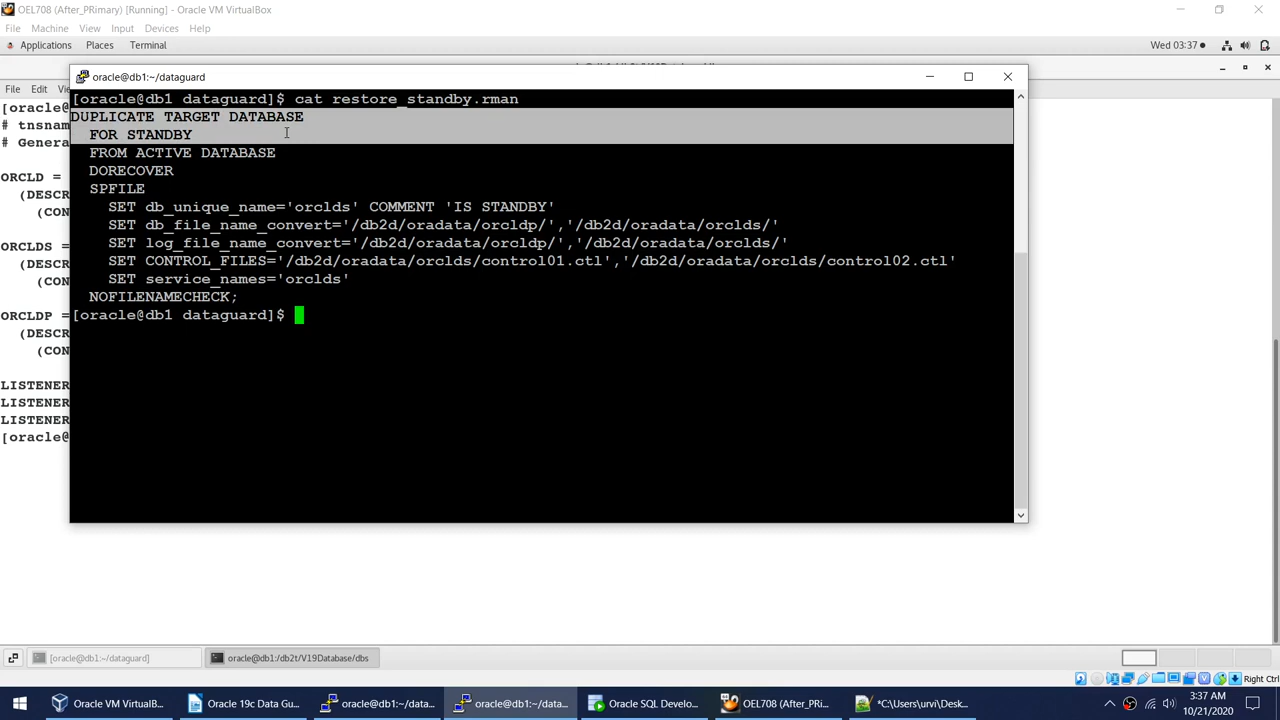 OEL708 (After_PRimary) [Running] - Oracle VM VirtualBox
File Machine View Input Devices Help
Applications Places Terminal
Wed 03:37
oracle@db1:~/dataguard
File Edit Vi
[oracle@db1 dataguard]$ cat restore_standby.rman
DUPLICATE TARGET DATABASE
FOR STANDBY
FROM ACTIVE DATABASE
DORECOVER
SPFILE
SET db_unique_name='orclds' COMMENT 'IS STANDBY'
SET db_file_name_convert='/db2d/oradata/orcldp/','/db2d/oradata/orclds/'
SET log_file_name_convert='/db2d/oradata/orcldp/','/db2d/oradata/orclds/'
SET CONTROL_FILES='/db2d/oradata/orclds/control01.ctl','/db2d/oradata/orclds/control02.ctl'
SET service_names='orclds'
NOFILENAMECHECK;
[oracle@db1 dataguard]$
[oracle@
# tnsnam
# Genera
ORCLD =
(DESCR
(CON
ORCLDS =
(DESCR
(CON
ORCLDP =
(DESCR
(CON
LISTENER
LISTENER
LISTENER
[oracle@
[oracle@db1:~/dataguard]
oracle@db1:/db2t/V19Database/dbs
Right Ctrl
Oracle VM VirtualB...
Oracle 19c Data Gu...
oracle@db1:~/data...
oracle@db1:~/data...
Oracle SQL Develo...
OEL708 (After_PRi...
*C:\Users\urvi\Desk...
3:37 AM
10/21/2020